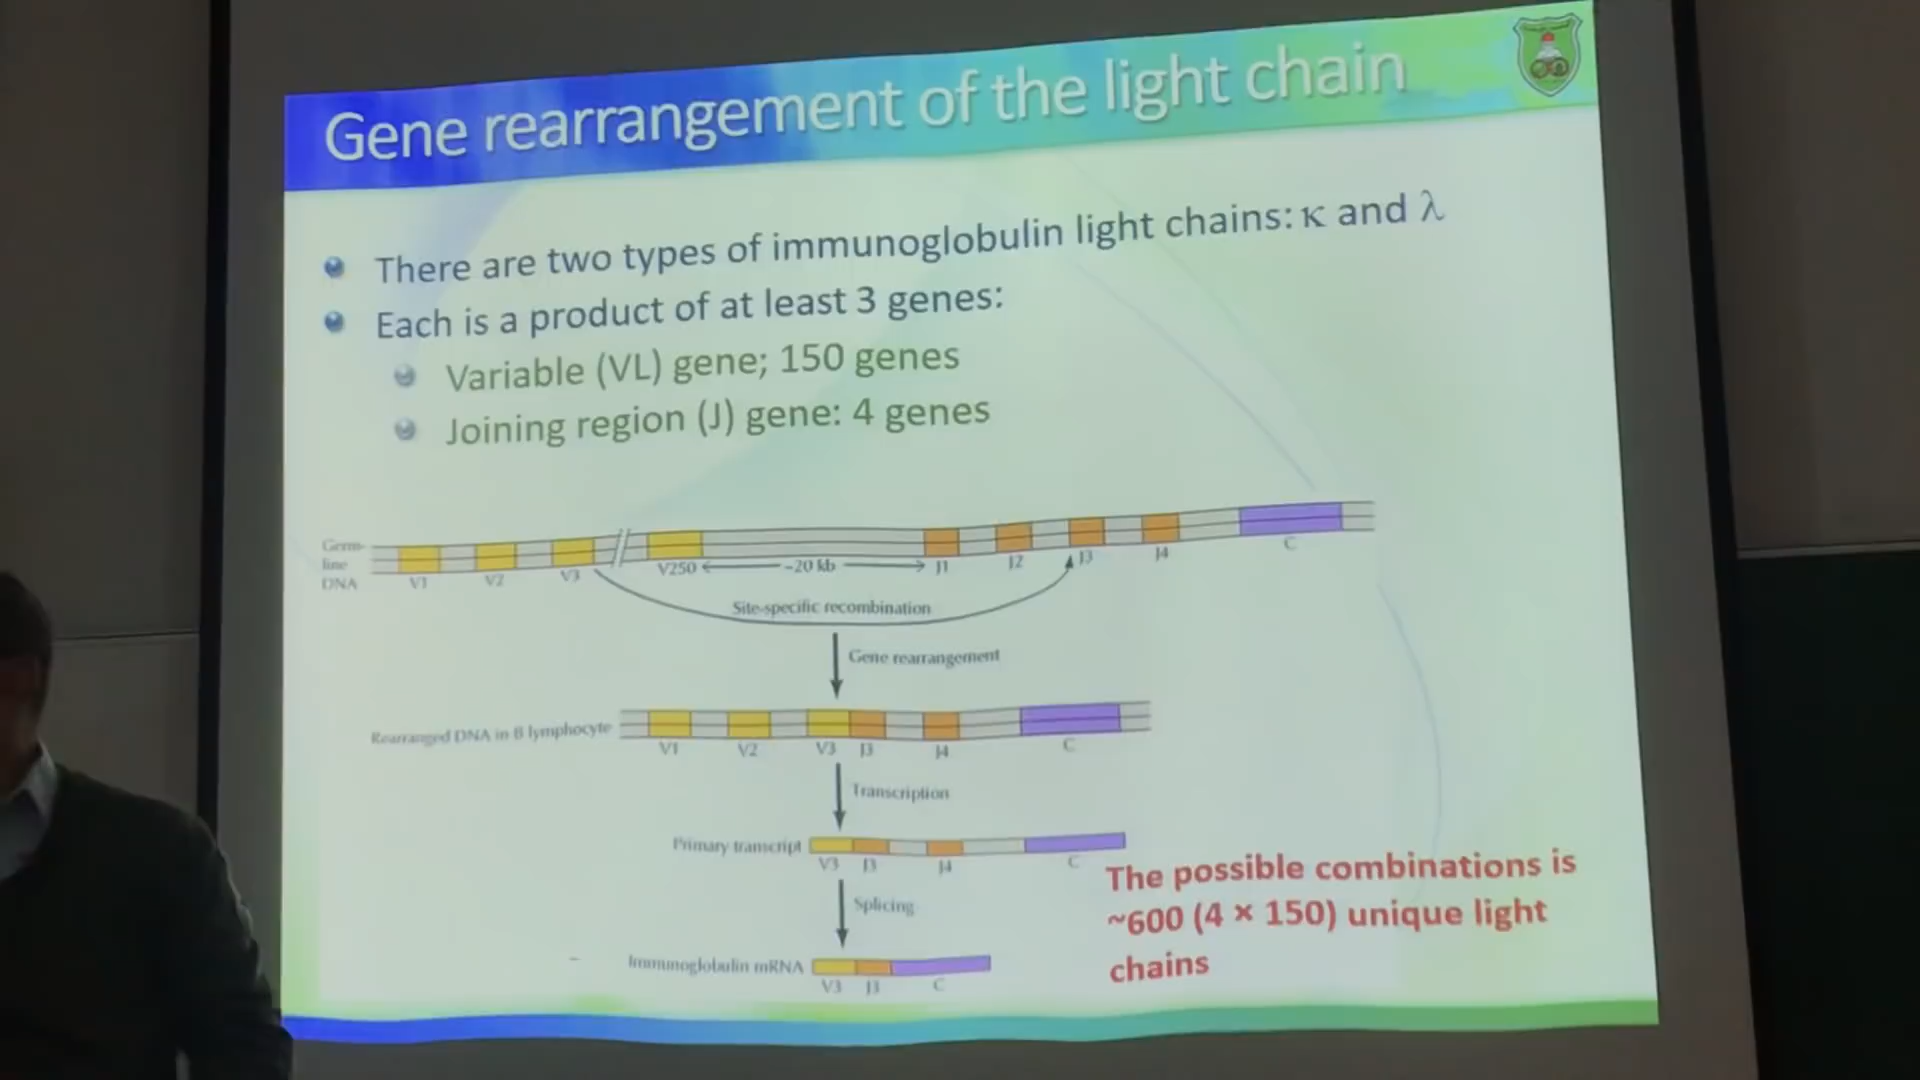 Gene rearrangement of the light chain
There are two types of immunoglobulin light chains: κ and λ
Each is a product of at least 3 genes:
Variable (VL) gene; 150 genes
Joining region (J) gene: 4 genes
Germ-
line
DNA
V1 V2 V3 V250 ~20 kb J1 J2 J3 J4 C
Site-specific recombination
Gene rearrangement
Rearranged DNA in B lymphocyte
V1 V2 V3 J3 J4 C
Transcription
Primary transcript
V3 J3 J4 C
Splicing
Immunoglobulin mRNA
V3 J3 C
The possible combinations is
~600 (4 × 150) unique light
chains